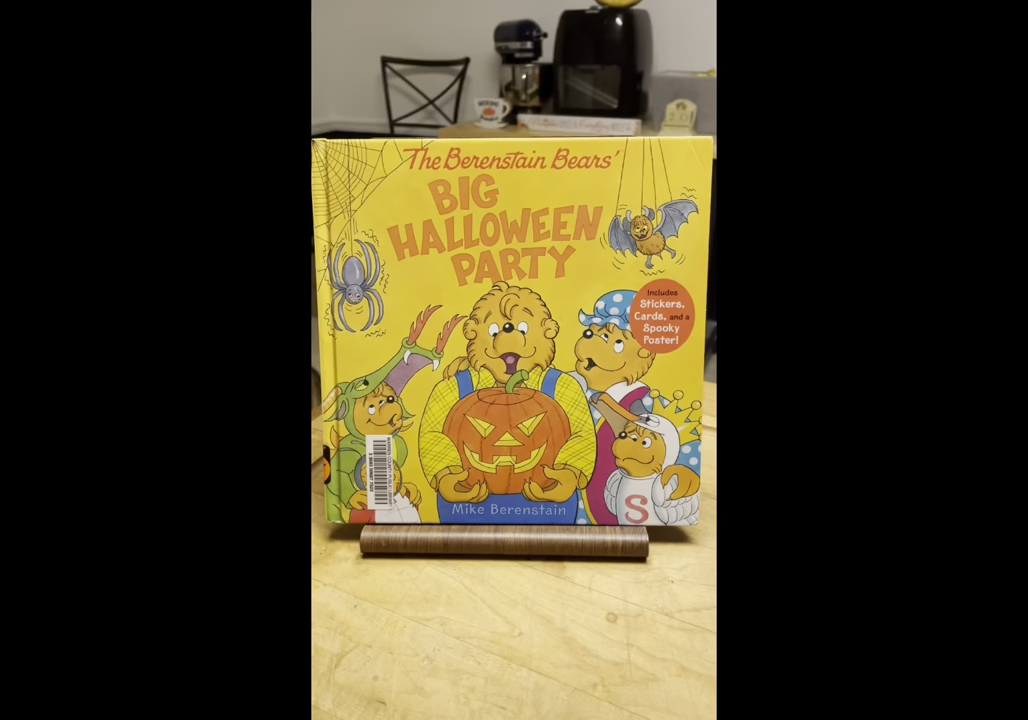 The Berenstain Bears'
BIG
HALLOWEEN
PARTY
Includes
Stickers,
Cards, and a
Spooky
Poster!
S
Mike Berenstain